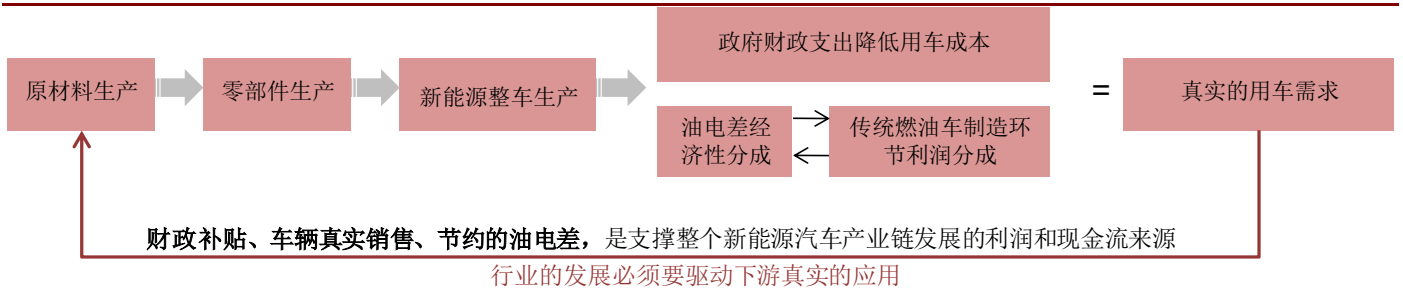 政府财政支出降低用车成本
原材料生产
零部件生产
新能源整车生产
=
真实的用车需求
油电差经
济性分成
传统燃油车制造环
节利润分成
财政补贴、车辆真实销售、节约的油电差，是支撑整个新能源汽车产业链发展的利润和现金流来源
行业的发展必须要驱动下游真实的应用